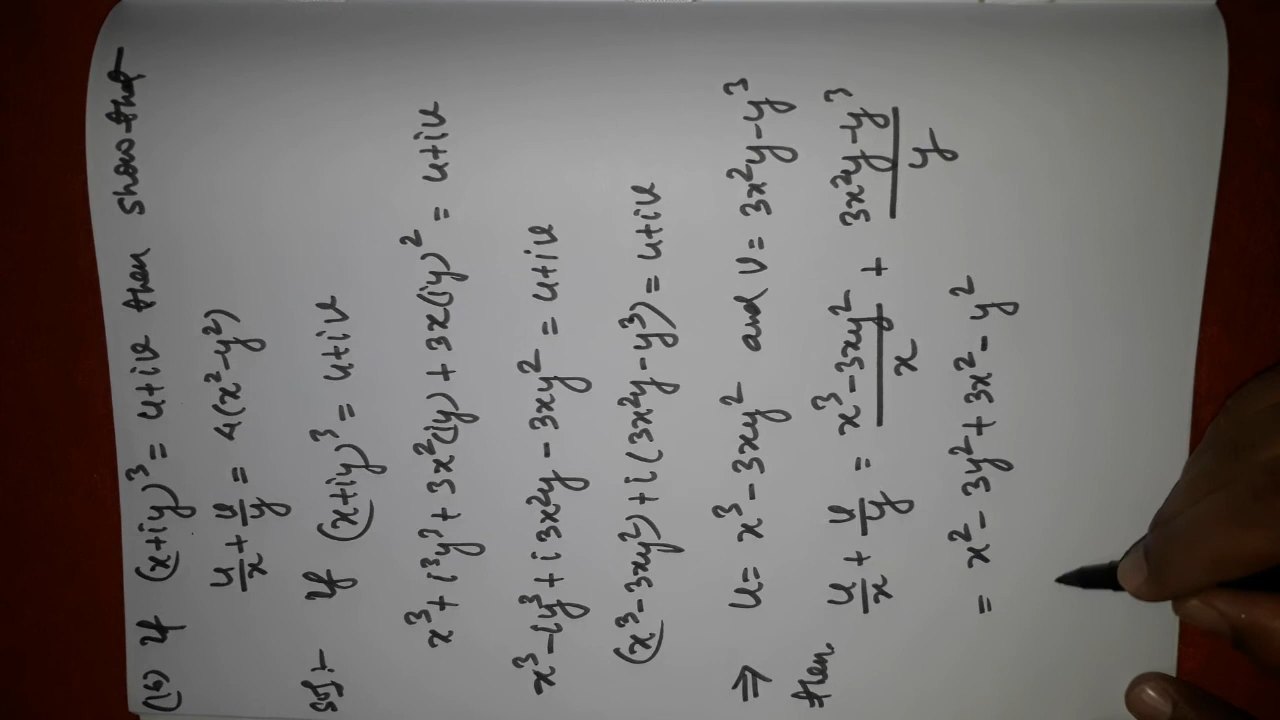 (16) If (x+iy)³ = u+iv then show that
u/x + v/y = 4(x²-y²)
Sol:- If (x+iy)³ = u+iv
x³ + i³y³ + 3x²(iy) + 3x(iy)² = u+iv
x³ - iy³ + i3x²y - 3xy² = u+iv
(x³-3xy²) + i(3x²y-y³) = u+iv
⇒ u = x³-3xy² and v = 3x²y-y³
then u/x + v/y = (x³-3xy²)/x + (3x²y-y³)/y
= x² - 3y² + 3x² - y²